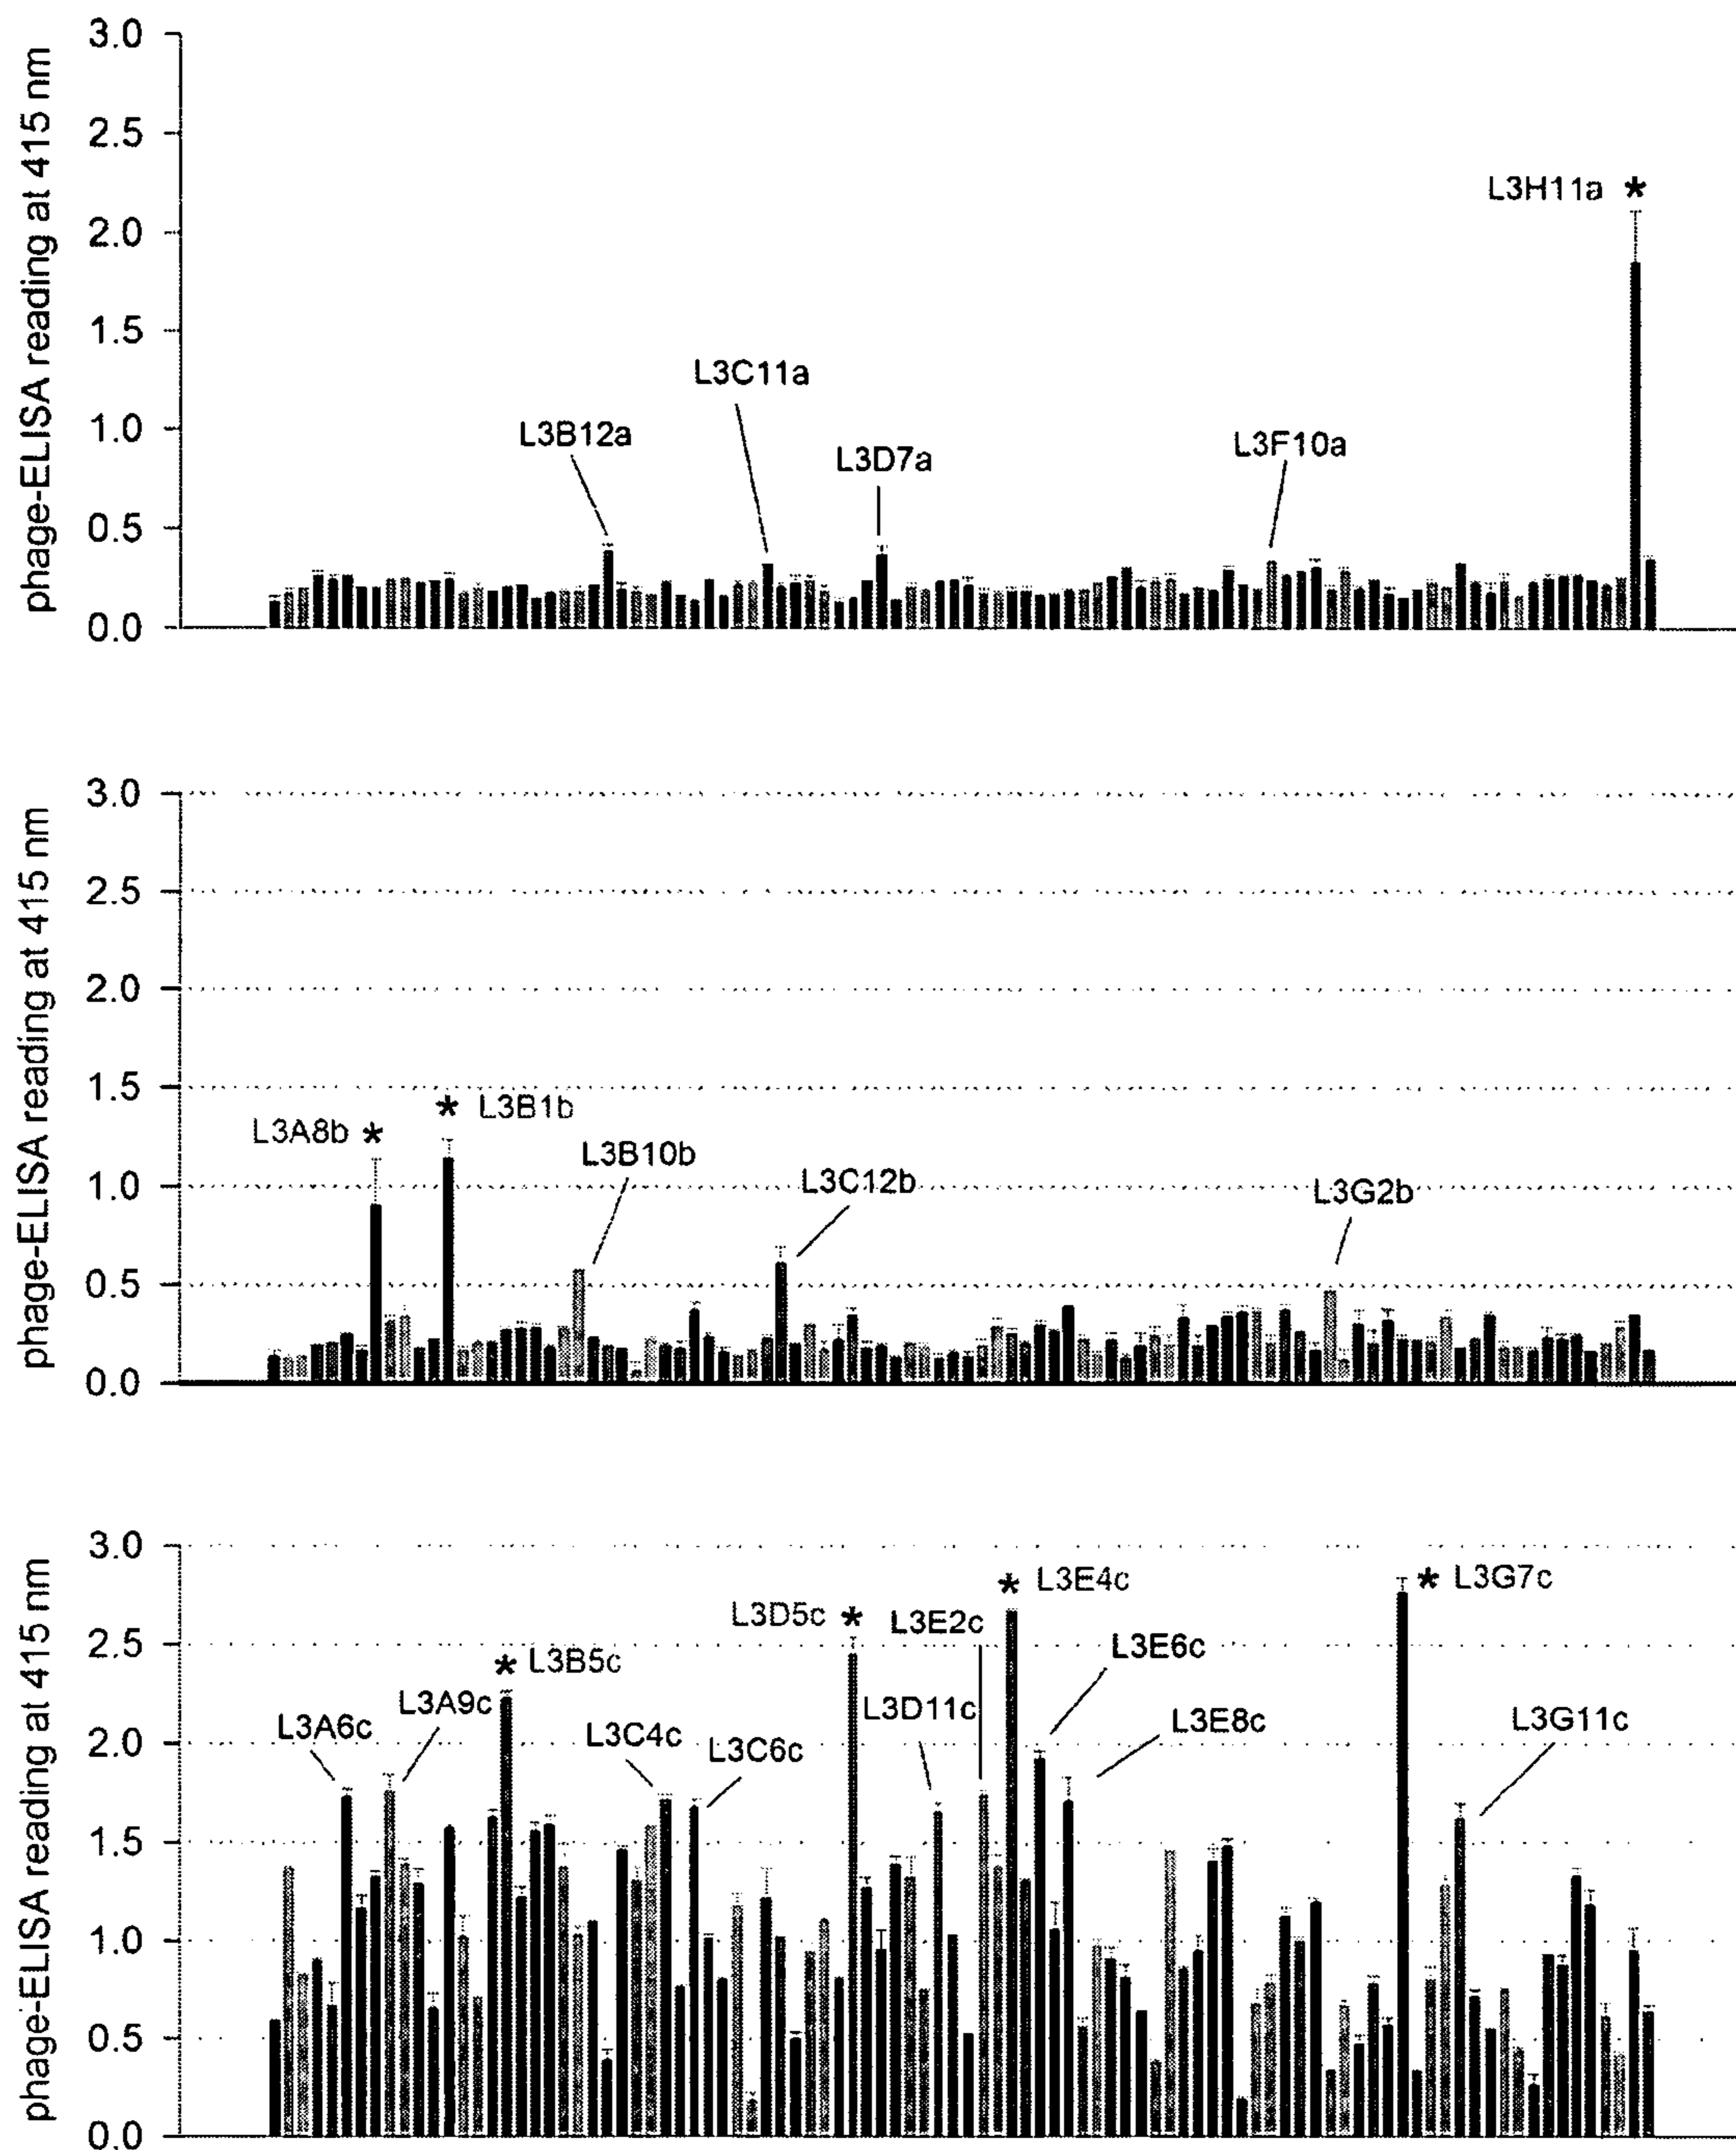 phage-ELISA reading at 415 nm
3.0
2.5
2.0
1.5
1.0
0.5
0.0
L3H11a *
L3C11a
L3B12a
L3D7a
L3F10a
phage-ELISA reading at 415 nm
3.0
2.5
2.0
1.5
1.0
0.5
0.0
L3A8b *
* L3B1b
L3B10b
L3C12b
L3G2b
phage-ELISA reading at 415 nm
3.0
2.5
2.0
1.5
1.0
0.5
0.0
L3A6c
L3A9c
* L3B5c
L3C4c
L3C6c
L3D5c *
L3D11c
L3E2c
* L3E4c
L3E6c
L3E8c
* L3G7c
L3G11c